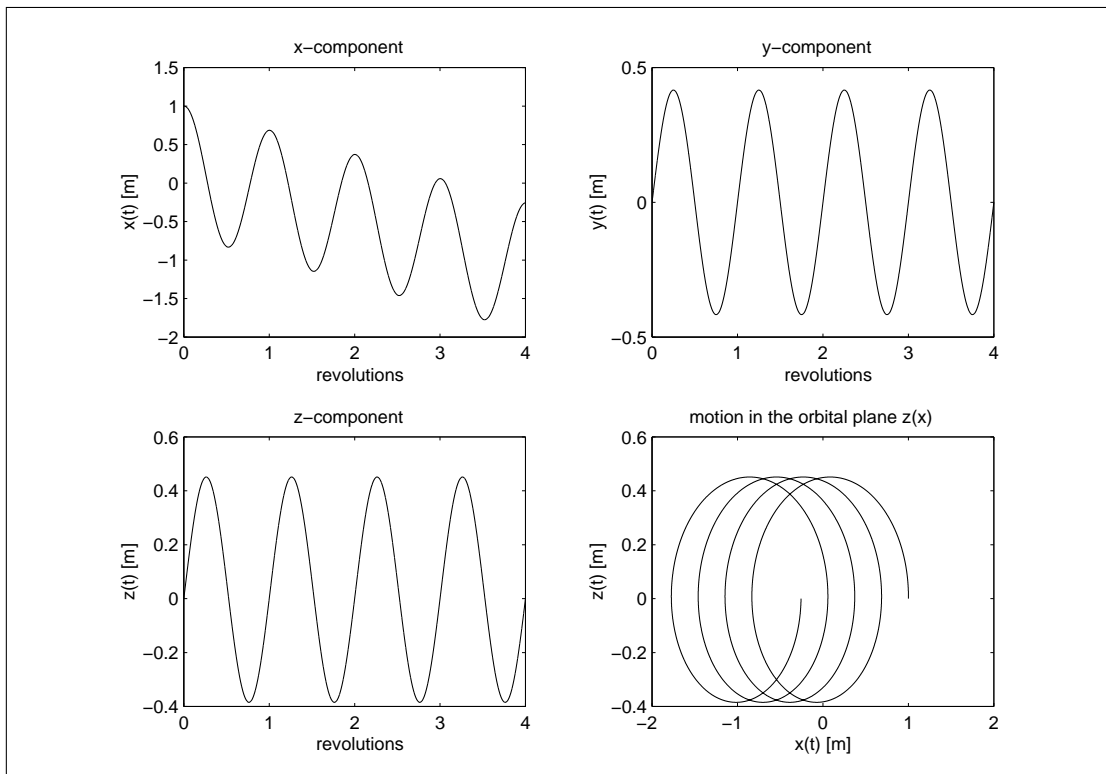 x−component
1.5
1
0.5
0
−0.5
−1
−1.5
−2
x(t) [m]
0 1 2 3 4
revolutions
y−component
0.5
0
−0.5
y(t) [m]
0 1 2 3 4
revolutions
z−component
0.6
0.4
0.2
0
−0.2
−0.4
z(t) [m]
0 1 2 3 4
revolutions
motion in the orbital plane z(x)
0.6
0.4
0.2
0
−0.2
−0.4
z(t) [m]
−2 −1 0 1 2
x(t) [m]